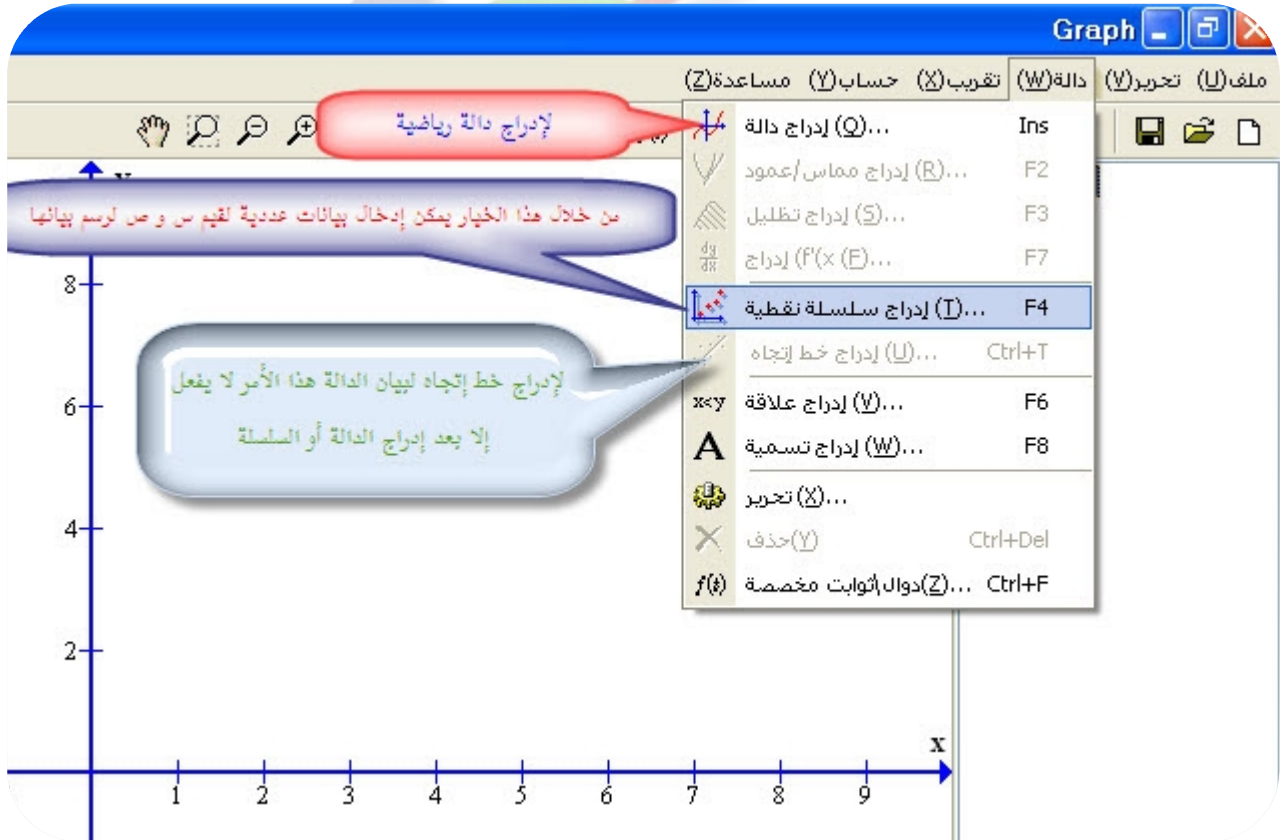 Graph
ملف(U) تحرير(V) دالة(W) تقريب(X) حساب(Y) مساعدة(Z)
لإدراج دالة رياضية
من خلال هذا الخيار يمكن إدخال بيانات عددية لقيم س و ص لرسم بيانها
لإدراج خط إتجاه لبيان الدالة هذا الأمر لا يفعل
إلا بعد إدراج الدالة أو السلسلة
...(Q) إدراج دالة Ins
...(R) إدراج مماس/عمود F2
...(S) إدراج تظليل F3
dy
dx
إدراج (f'(x (E)... F7
...(T) إدراج سلسلة نقطية F4
...(U) إدراج خط إتجاه Ctrl+T
x<y ...(V) إدراج علاقة F6
A ...(W) إدراج تسمية F8
...(X) تحرير
(Y)حذف Ctrl+Del
f(t) ...(Z)دوال\ثوابت مخصصة Ctrl+F
8
6
4
2
x
1 2 3 4 5 6 7 8 9